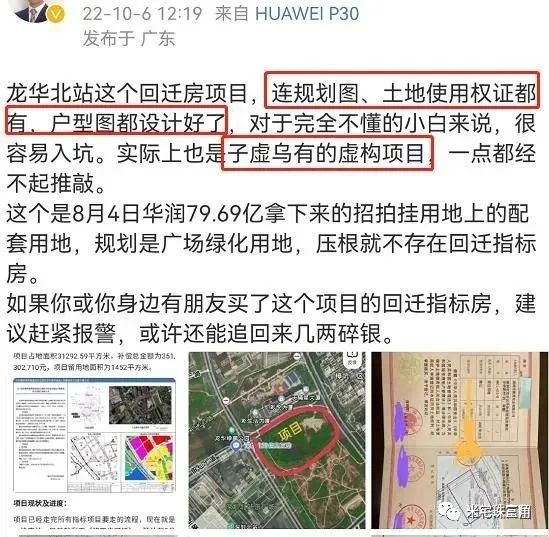 22-10-6 12:19 来自 HUAWEI P30
发布于 广东
龙华北站这个回迁房项目，连规划图、土地使用权证都
有，户型图都设计好了，对于完全不懂的小白来说，很
容易入坑。实际上也是子虚乌有的虚构项目，一点都经
不起推敲。
这个是8月4日华润79.69亿拿下来的招拍挂用地上的配
套用地，规划是广场绿化用地，压根就不存在回迁指标
房。
如果你或你身边有朋友买了这个项目的回迁指标房，建
议赶紧报警，或许还能追回来几两碎银。
项目占地面积31292.59平方米，补偿总金额为351,
302,710元，项目留用地面积为1452平方米。
项目
项目现状及进度：
项目已经走完所有指标项目要走的流程，现在就是
米宅珠三角